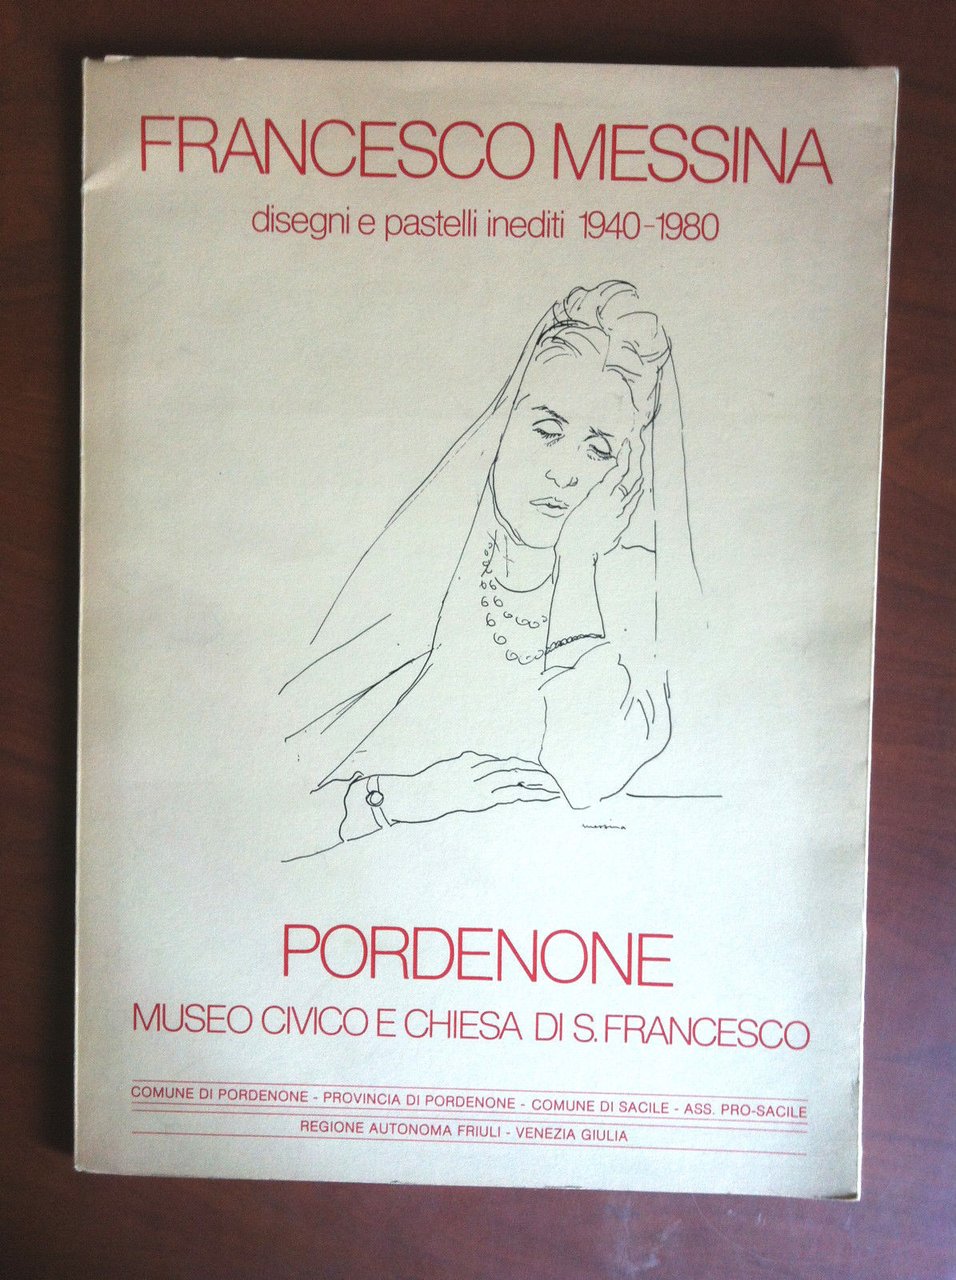 FRANCESCO MESSINA
disegni e pastelli inediti 1940-1980
messina
PORDENONE
MUSEO CIVICO E CHIESA DI S. FRANCESCO
COMUNE DI PORDENONE - PROVINCIA DI PORDENONE - COMUNE DI SACILE - ASS. PRO-SACILE
REGIONE AUTONOMA FRIULI - VENEZIA GIULIA